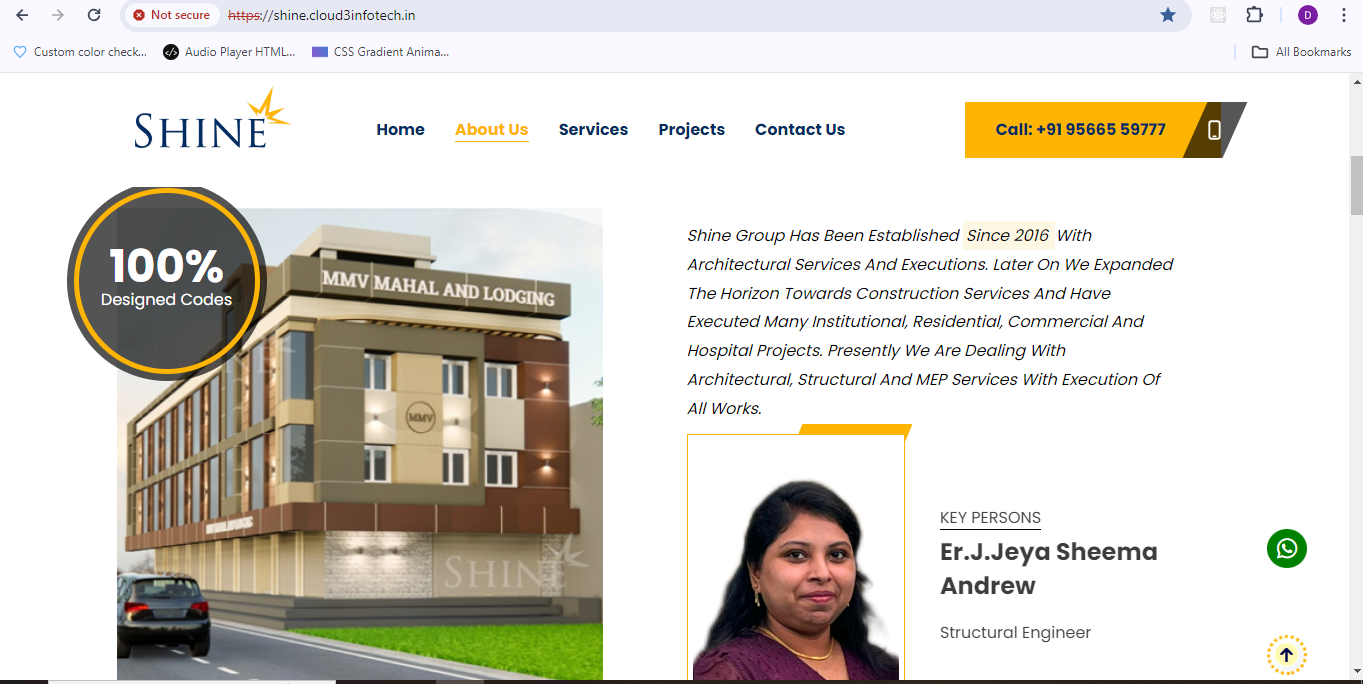 Not secure https://shine.cloud3infotech.in D
Custom color check... Audio Player HTML... CSS Gradient Anima... All Bookmarks
SHINE
Home About Us Services Projects Contact Us
Call: +91 95665 59777
100%
Designed Codes
MMV MAHAL AND LODGING
MMV
SHINE
Shine Group Has Been Established Since 2016 With
Architectural Services And Executions. Later On We Expanded
The Horizon Towards Construction Services And Have
Executed Many Institutional, Residential, Commercial And
Hospital Projects. Presently We Are Dealing With
Architectural, Structural And MEP Services With Execution Of
All Works.
KEY PERSONS
Er.J.Jeya Sheema
Andrew
Structural Engineer